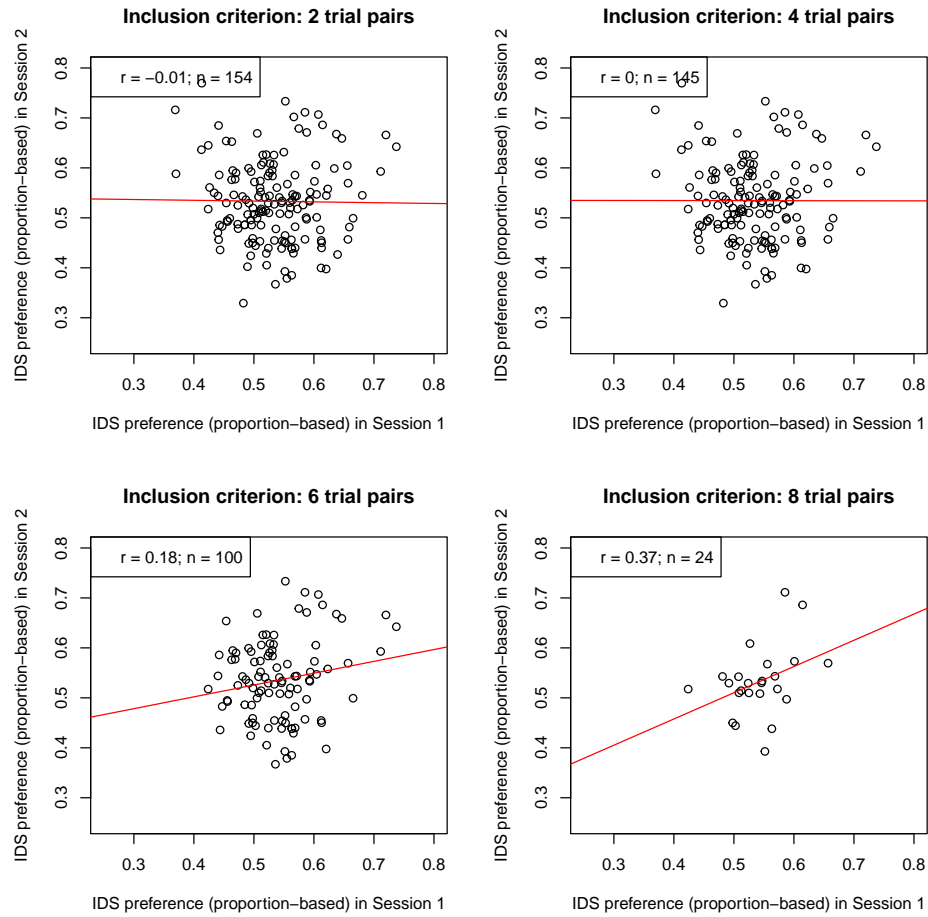 Inclusion criterion: 2 trial pairs
r = −0.01; n = 154
IDS preference (proportion−based) in Session 2
0.3 0.4 0.5 0.6 0.7 0.8
0.3 0.4 0.5 0.6 0.7 0.8
IDS preference (proportion−based) in Session 1
Inclusion criterion: 4 trial pairs
r = 0; n = 145
IDS preference (proportion−based) in Session 2
0.3 0.4 0.5 0.6 0.7 0.8
0.3 0.4 0.5 0.6 0.7 0.8
IDS preference (proportion−based) in Session 1
Inclusion criterion: 6 trial pairs
r = 0.18; n = 100
IDS preference (proportion−based) in Session 2
0.3 0.4 0.5 0.6 0.7 0.8
0.3 0.4 0.5 0.6 0.7 0.8
IDS preference (proportion−based) in Session 1
Inclusion criterion: 8 trial pairs
r = 0.37; n = 24
IDS preference (proportion−based) in Session 2
0.3 0.4 0.5 0.6 0.7 0.8
0.3 0.4 0.5 0.6 0.7 0.8
IDS preference (proportion−based) in Session 1